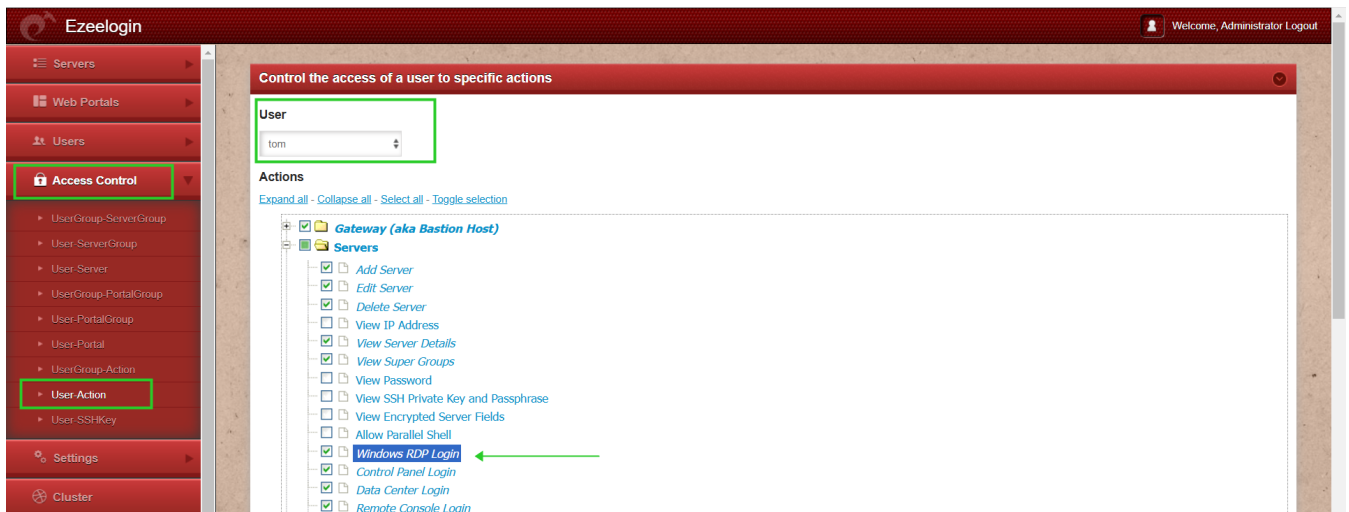 Ezeelogin
Welcome, Administrator Logout
Servers
Web Portals
Users
Access Control
UserGroup-ServerGroup
User-ServerGroup
User-Server
UserGroup-PortalGroup
User-PortalGroup
User-Portal
UserGroup-Action
User-Action
User-SSHKey
Settings
Cluster
Control the access of a user to specific actions
User
tom
Actions
Expand all - Collapse all - Select all - Toggle selection
Gateway (aka Bastion Host)
Servers
Add Server
Edit Server
Delete Server
View IP Address
View Server Details
View Super Groups
View Password
View SSH Private Key and Passphrase
View Encrypted Server Fields
Allow Parallel Shell
Windows RDP Login
Control Panel Login
Data Center Login
Remote Console Login